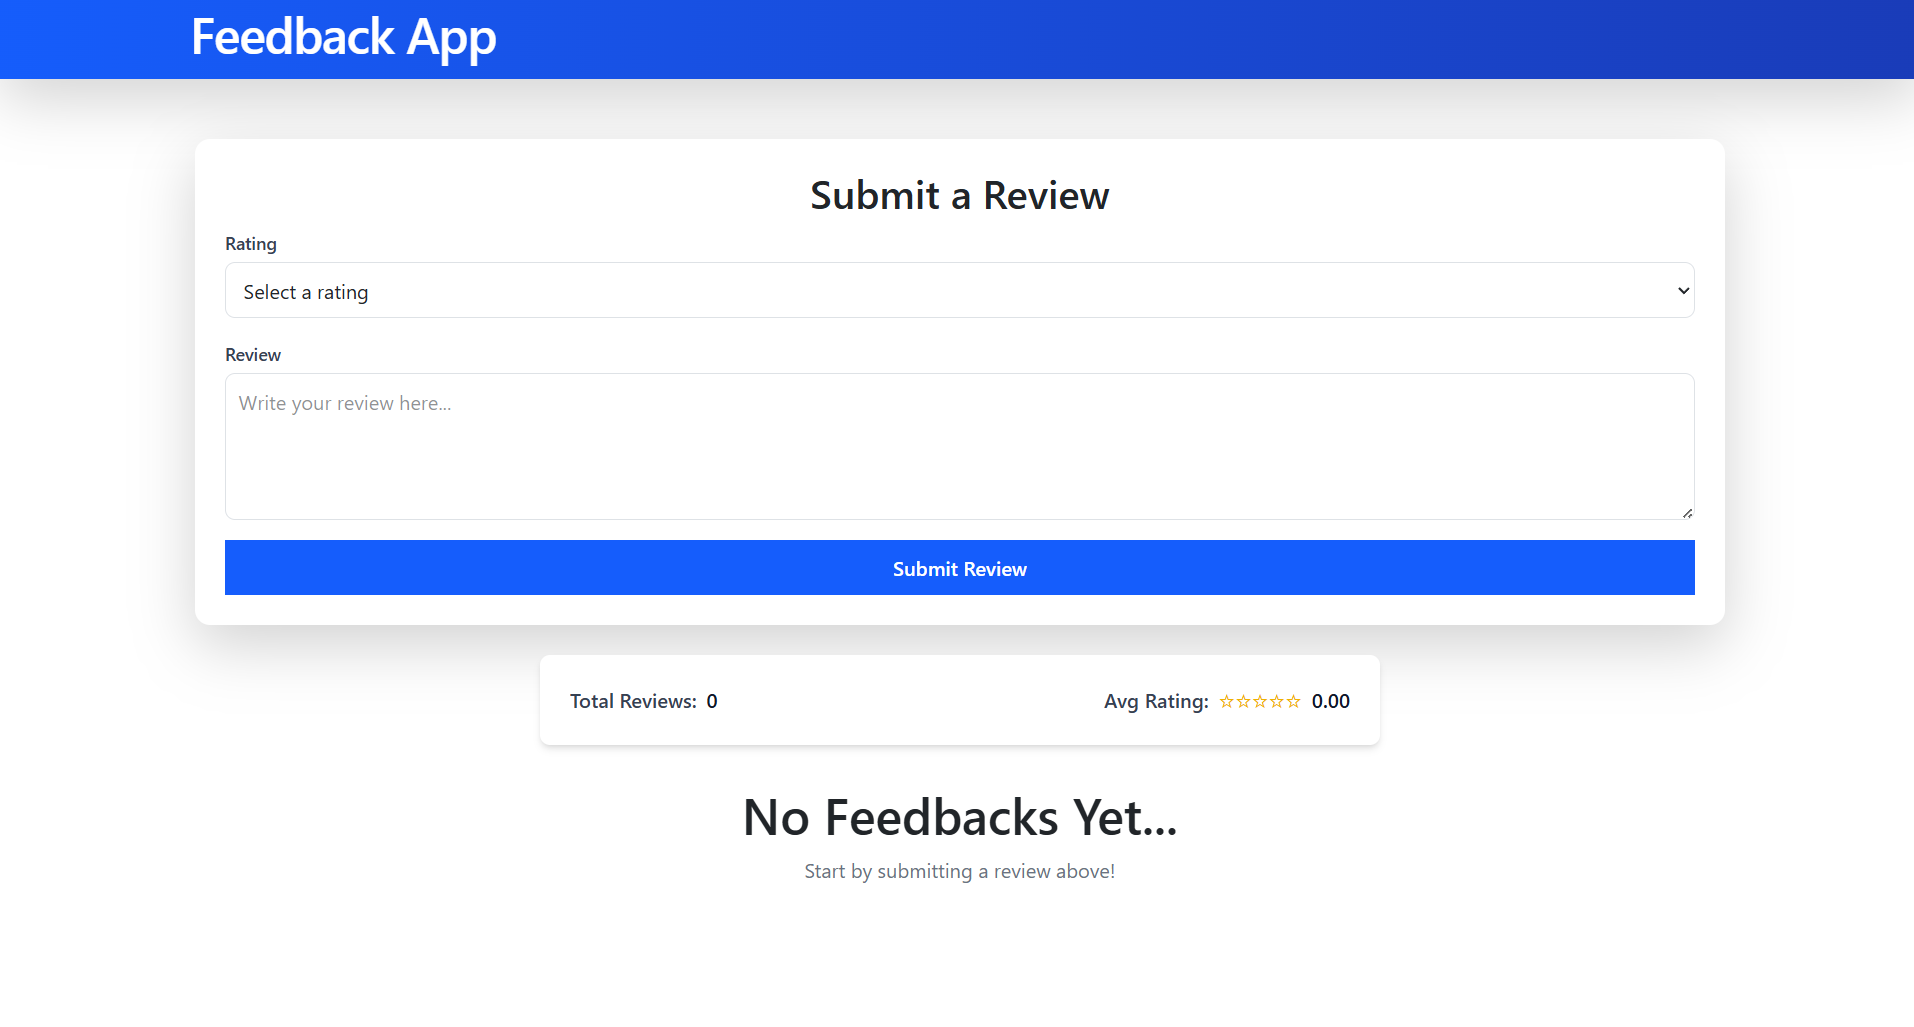 Feedback App
Submit a Review
Rating
Select a rating
Review
Write your review here...
Submit Review
Total Reviews: 0
Avg Rating: ☆☆☆☆☆ 0.00
No Feedbacks Yet...
Start by submitting a review above!